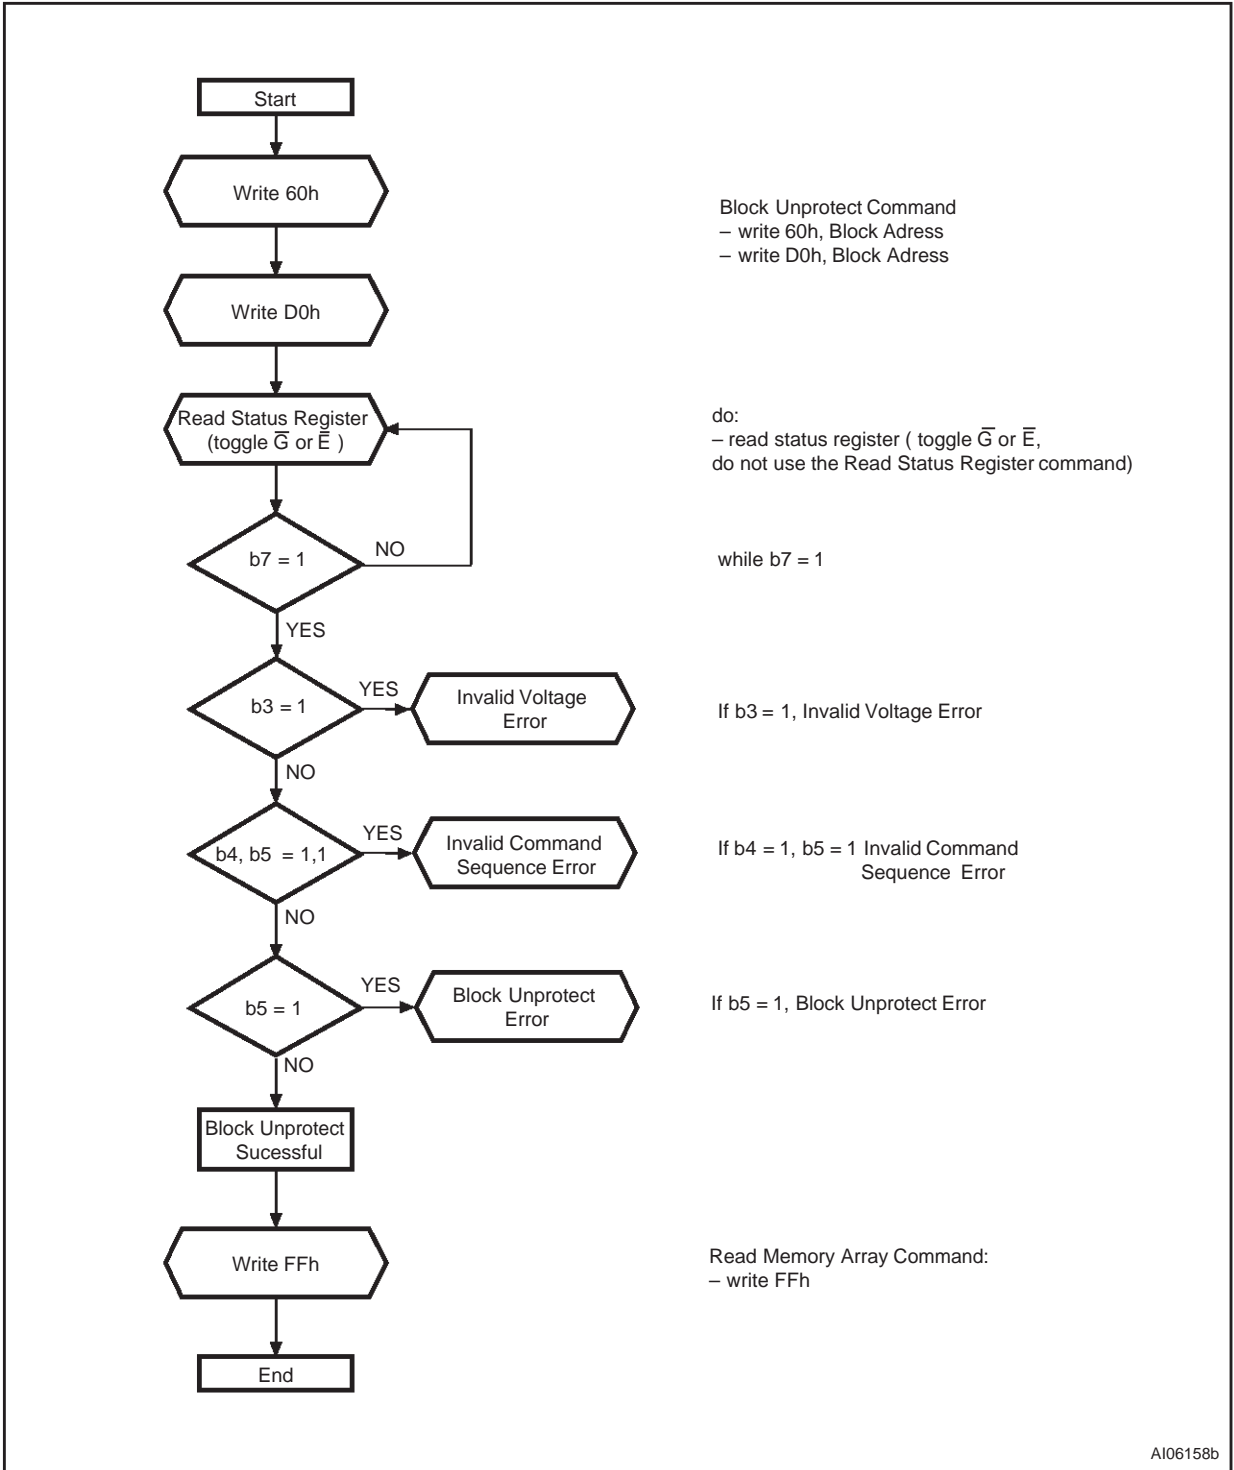 Start
Write 60h
Block Unprotect Command
– write 60h, Block Adress
– write D0h, Block Adress
Write D0h
Read Status Register
(toggle G̅ or E̅ )
do:
– read status register ( toggle G̅ or E̅,
do not use the Read Status Register command)
b7 = 1
NO
while b7 = 1
YES
b3 = 1
YES
Invalid Voltage
Error
If b3 = 1, Invalid Voltage Error
NO
b4, b5 = 1,1
YES
Invalid Command
Sequence Error
If b4 = 1, b5 = 1 Invalid Command
Sequence Error
NO
b5 = 1
YES
Block Unprotect
Error
If b5 = 1, Block Unprotect Error
NO
Block Unprotect
Sucessful
Write FFh
Read Memory Array Command:
– write FFh
End
AI06158b